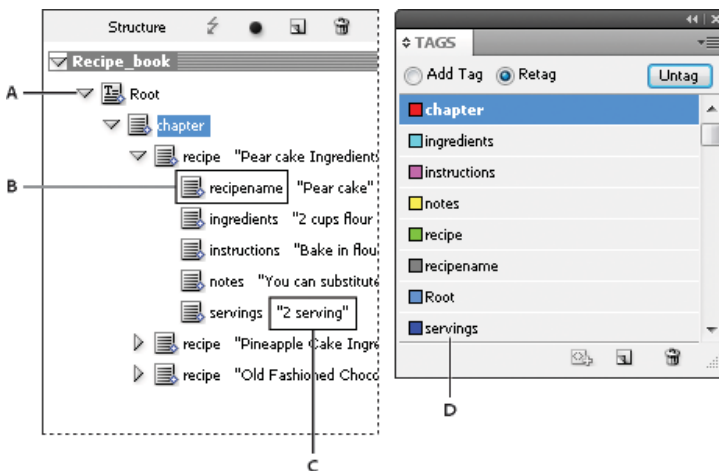 Structure
Recipe_book
A
Root
chapter
recipe "Pear cake Ingredients
B
recipename "Pear cake"
ingredients "2 cups flour
instructions "Bake in flou
notes "You can substitute
servings "2 serving"
recipe "Pineapple Cake Ingre
recipe "Old Fashioned Choco
C
TAGS
Add Tag Retag Untag
chapter
ingredients
instructions
notes
recipe
recipename
Root
servings
D